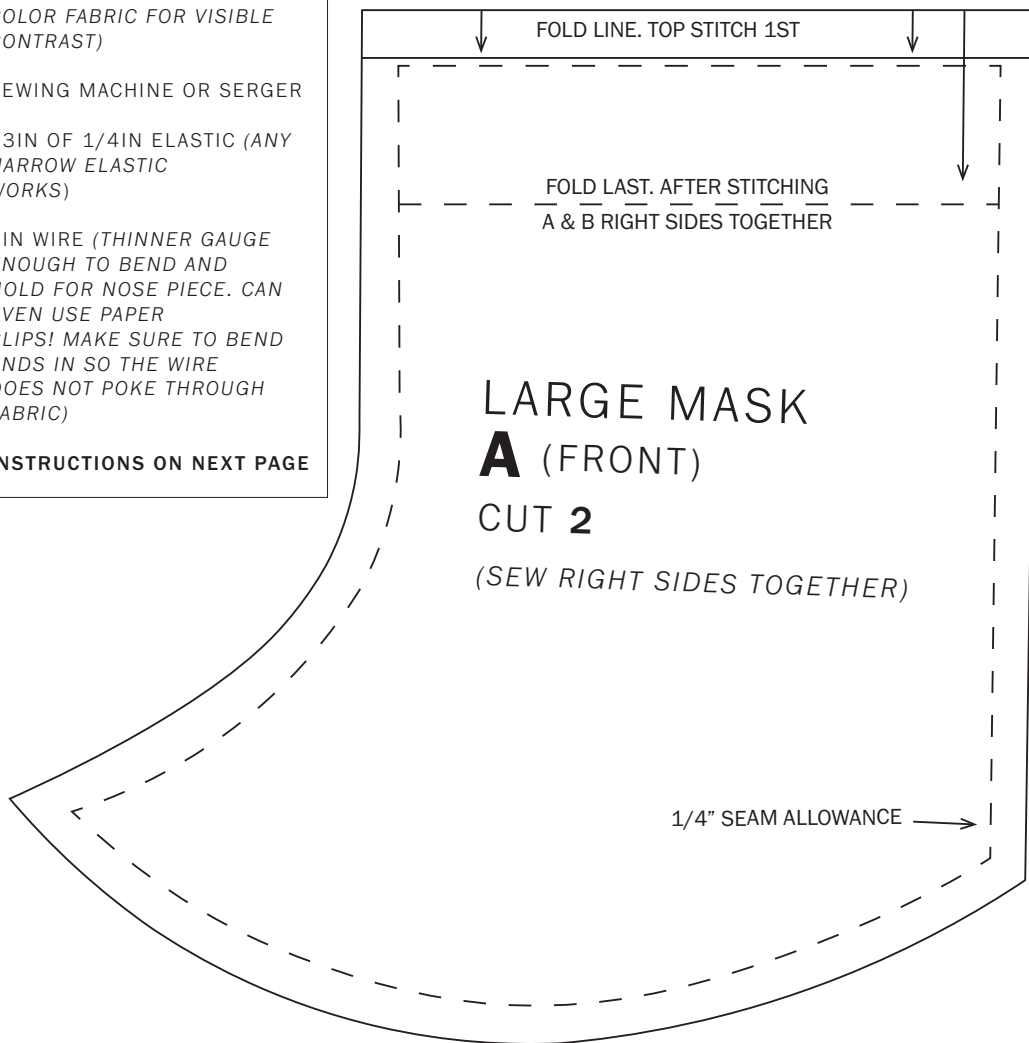 COLOR FABRIC FOR VISIBLE
CONTRAST)
SEWING MACHINE OR SERGER
3IN OF 1/4IN ELASTIC (ANY
NARROW ELASTIC
WORKS)
IN WIRE (THINNER GAUGE
ENOUGH TO BEND AND
HOLD FOR NOSE PIECE. CAN
EVEN USE PAPER
CLIPS! MAKE SURE TO BEND
ENDS IN SO THE WIRE
DOES NOT POKE THROUGH
FABRIC)
INSTRUCTIONS ON NEXT PAGE
FOLD LINE. TOP STITCH 1ST
FOLD LAST. AFTER STITCHING
A & B RIGHT SIDES TOGETHER
LARGE MASK
A (FRONT)
CUT 2
(SEW RIGHT SIDES TOGETHER)
1/4” SEAM ALLOWANCE